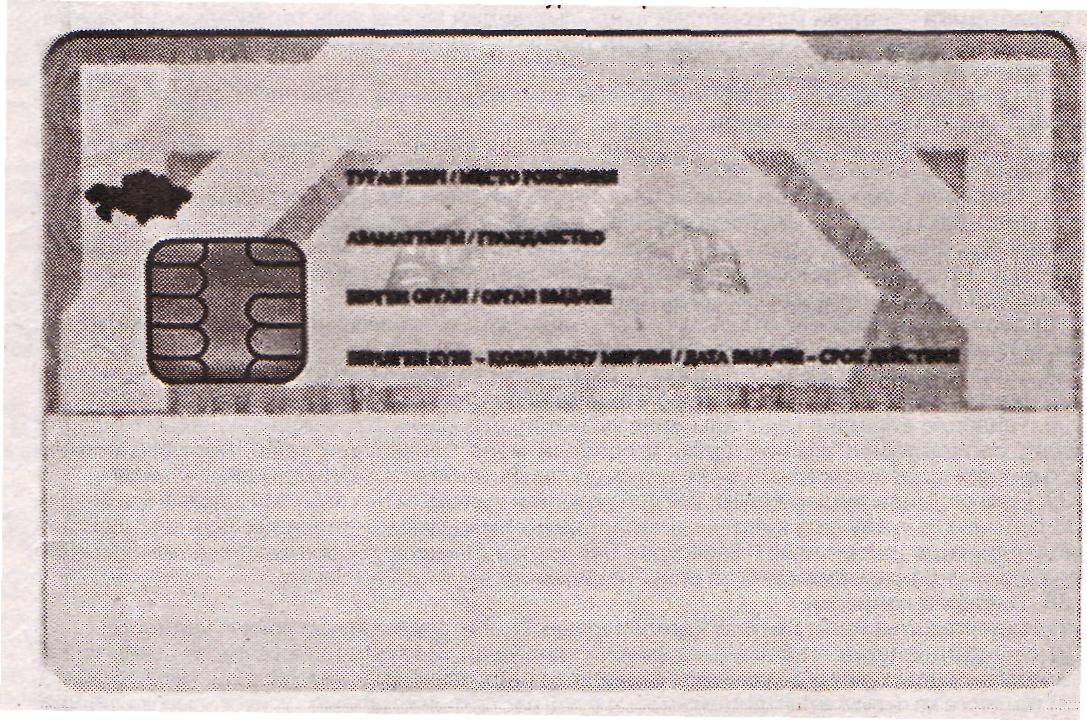 ТУҒАН ЖЕРІ / МЕСТО РОЖДЕНИЯ
АЗАМАТТЫҒЫ / ГРАЖДАНСТВО
БЕРГЕН ОРГАН / ОРГАН ВЫДАЧИ
БЕРІЛГЕН КҮНІ – ҚОЛДАНЫЛУ МЕРЗІМІ / ДАТА ВЫДАЧИ – СРОК ДЕЙСТВИЯ